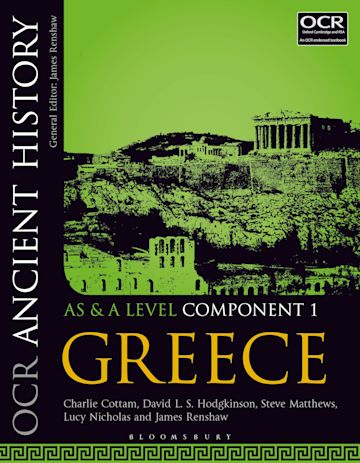 OCR ANCIENT HISTORY
General Editor: James Renshaw
OCR
Oxford Cambridge and RSA
An OCR endorsed textbook
AS & A LEVEL COMPONENT 1
GREECE
Charlie Cottam, David L. S. Hodgkinson, Steve Matthews,
Lucy Nicholas and James Renshaw
BLOOMSBURY